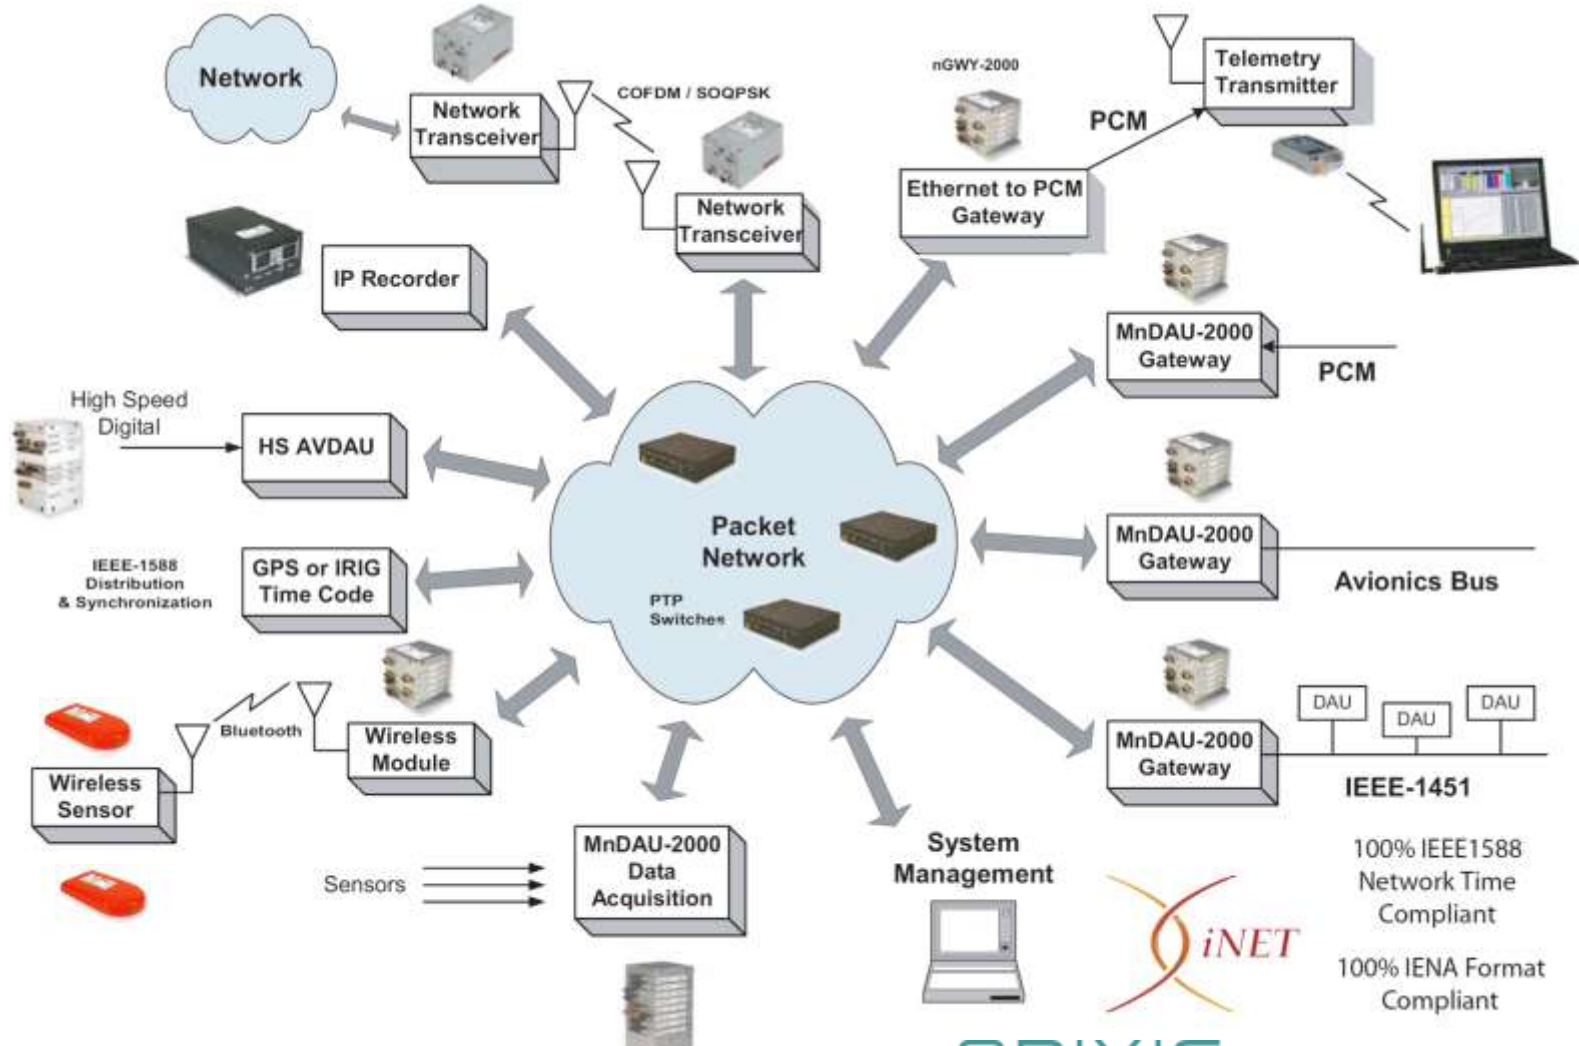 Network
Network
Transceiver
COFDM / SOQPSK
Network
Transceiver
nGWY-2000
PCM
Telemetry
Transmitter
Ethernet to PCM
Gateway
IP Recorder
MnDAU-2000
Gateway
PCM
High Speed
Digital
HS AVDAU
Packet
Network
PTP
Switches
MnDAU-2000
Gateway
Avionics Bus
IEEE-1588
Distribution
& Synchronization
GPS or IRIG
Time Code
Bluetooth
Wireless
Sensor
Wireless
Module
MnDAU-2000
Gateway
DAU
DAU
DAU
IEEE-1451
Sensors
MnDAU-2000
Data
Acquisition
System
Management
iNET
100% IEEE1588
Network Time
Compliant
100% IENA Format
Compliant